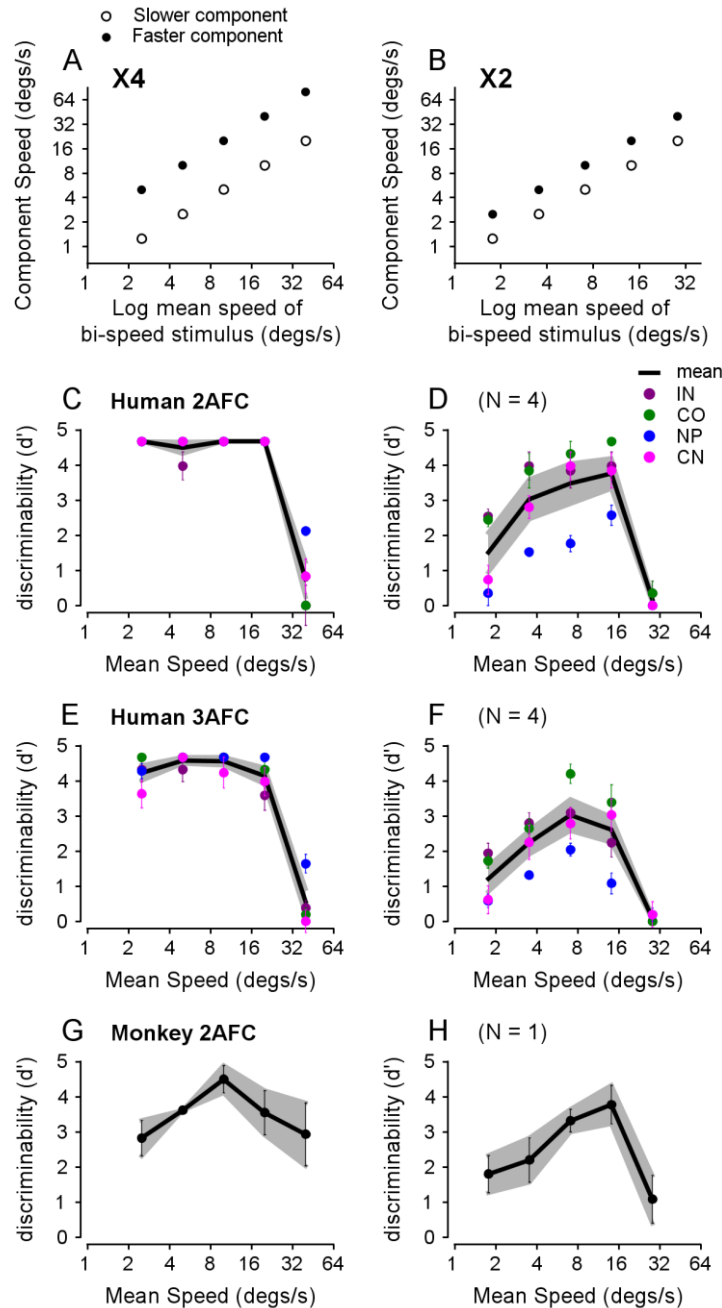 Slower component
Faster component
A
X4
Component Speed (degs/s)
64
32
16
8
4
2
1
1 2 4 8 16 32 64
Log mean speed of
bi-speed stimulus (degs/s)
B
X2
Component Speed (degs/s)
64
32
16
8
4
2
1
1 2 4 8 16 32
Log mean speed of
bi-speed stimulus (degs/s)
C Human 2AFC
discriminability (d')
5
4
3
2
1
0
1 2 4 8 16 32 64
Mean Speed (degs/s)
D (N = 4)
mean
IN
CO
NP
CN
discriminability (d')
5
4
3
2
1
0
1 2 4 8 16 32 64
Mean Speed (degs/s)
E Human 3AFC
discriminability (d')
5
4
3
2
1
0
1 2 4 8 16 32 64
Mean Speed (degs/s)
F (N = 4)
discriminability (d')
5
4
3
2
1
0
1 2 4 8 16 32 64
Mean Speed (degs/s)
G Monkey 2AFC
discriminability (d')
5
4
3
2
1
0
1 2 4 8 16 32 64
Mean Speed (degs/s)
H (N = 1)
discriminability (d')
5
4
3
2
1
0
1 2 4 8 16 32 64
Mean Speed (degs/s)